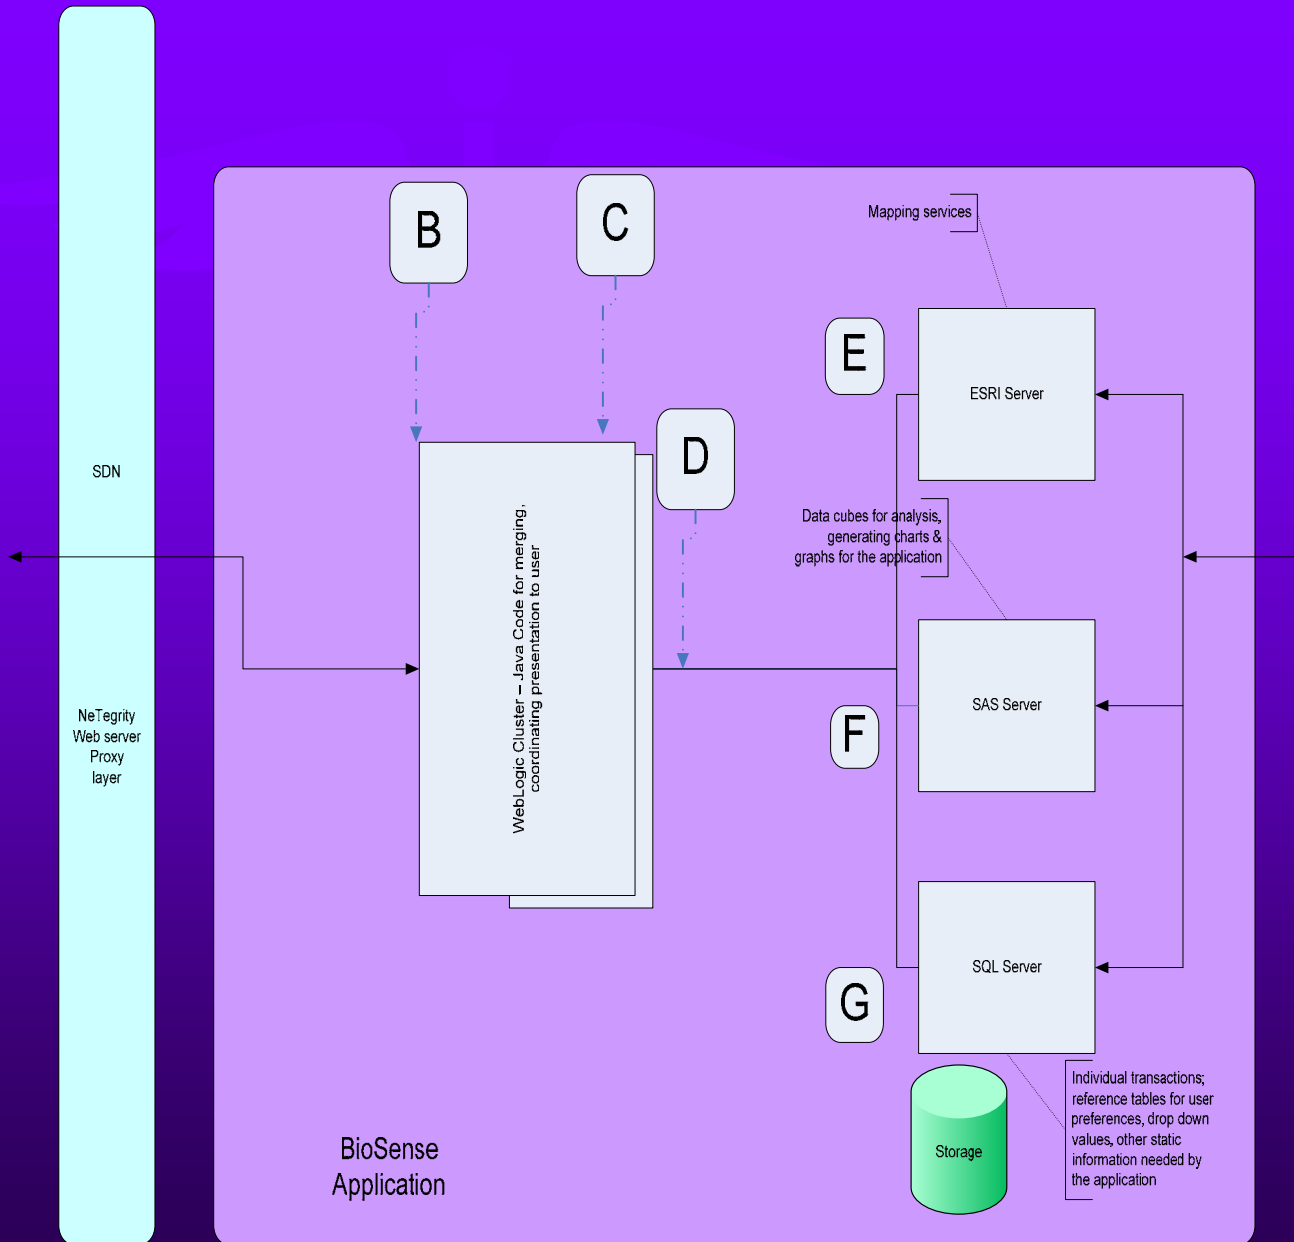 B
C
Mapping services
E
ESRI Server
D
SDN
Data cubes for analysis,
generating charts &
graphs for the application
WebLogic Cluster – Java Code for merging,
coordinating presentation to user
NeTegrity
Web server
Proxy
layer
F
SAS Server
G
SQL Server
Individual transactions;
reference tables for user
preferences, drop down
values, other static
information needed by
the application
Storage
BioSense
Application